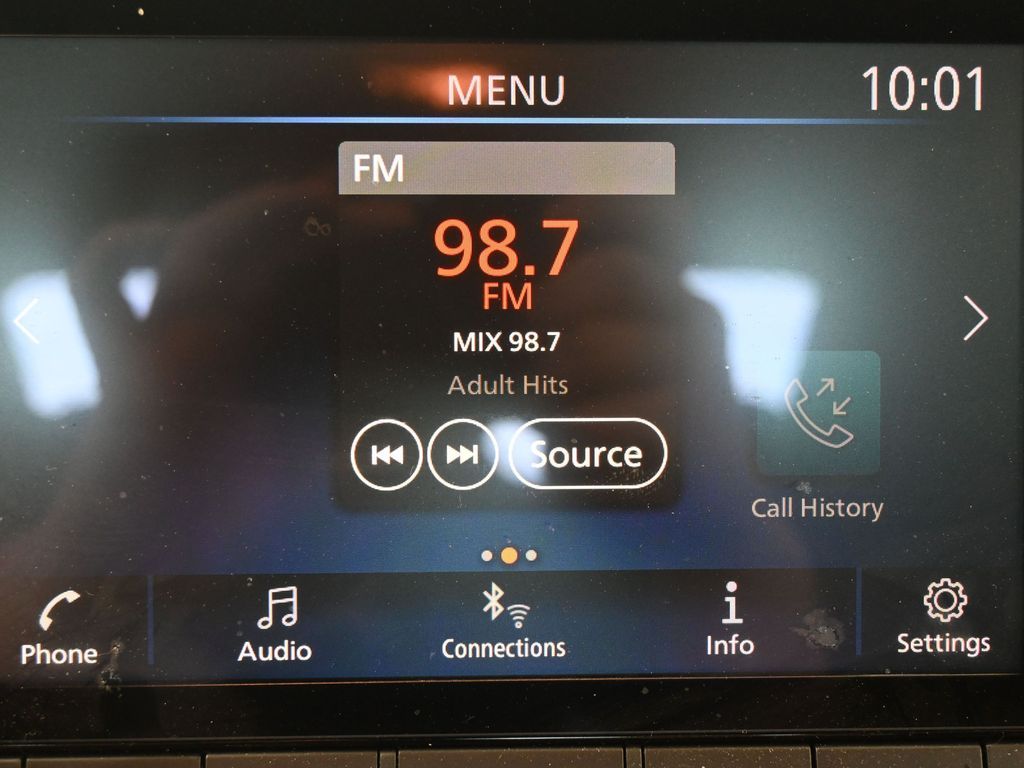 MENU
10:01
FM
98.7
FM
MIX 98.7
Adult Hits
Source
Call History
Phone
Audio
Connections
Info
Settings